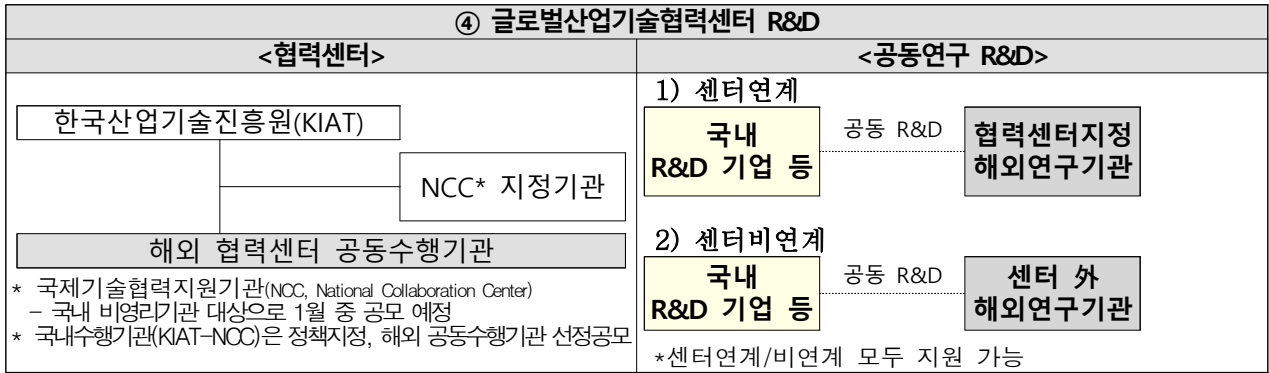 ④ 글로벌산업기술협력센터 R&D
<협력센터>
한국산업기술진흥원(KIAT)
NCC* 지정기관
해외 협력센터 공동수행기관
* 국제기술협력지원기관(NCC, National Collaboration Center)
- 국내 비영리기관 대상으로 1월 중 공모 예정
* 국내수행기관(KIAT-NCC)은 정책지정, 해외 공동수행기관 선정공모
<공동연구 R&D>
1) 센터연계
국내
R&D 기업 등
공동 R&D
협력센터지정
해외연구기관
2) 센터비연계
국내
R&D 기업 등
공동 R&D
센터 外
해외연구기관
*센터연계/비연계 모두 지원 가능